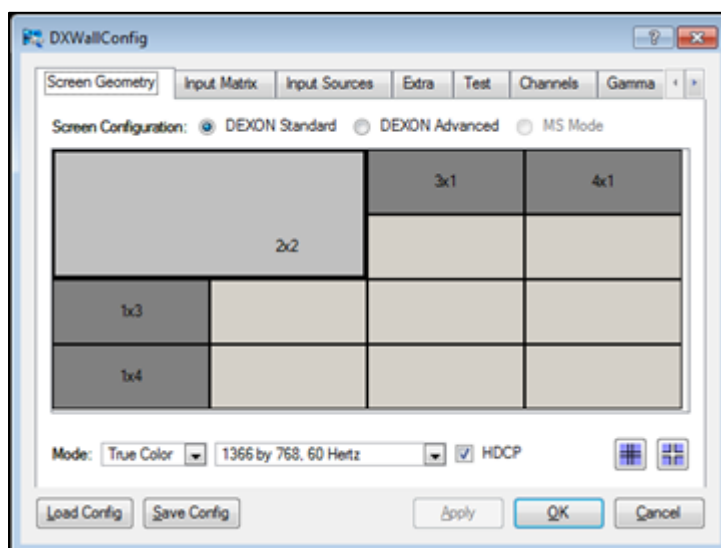 DXWallConfig
Screen Geometry Input Matrix Input Sources Extra Test Channels Gamma
Screen Configuration: DEXON Standard DEXON Advanced MS Mode
3x1 4x1
2x2
1x3
1x4
Mode: True Color 1366 by 768, 60 Hertz HDCP
Load Config Save Config Apply OK Cancel